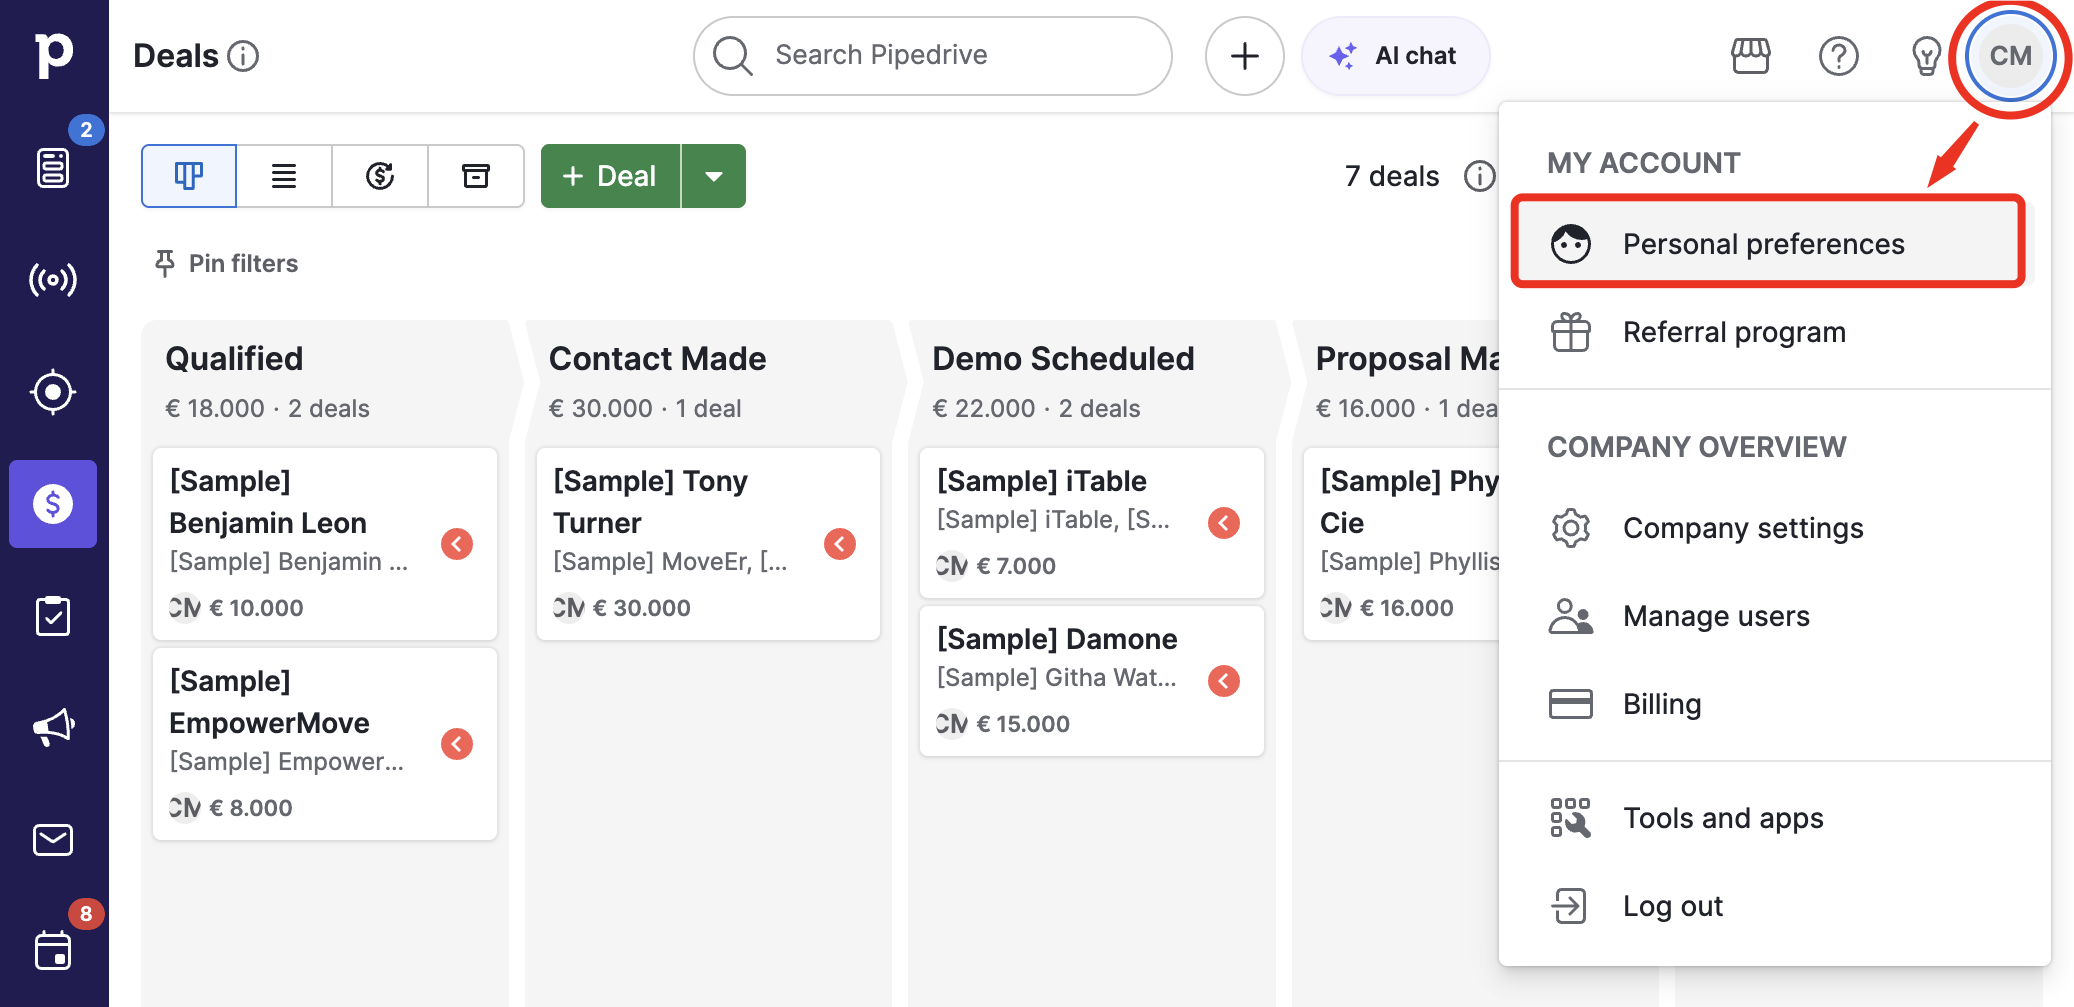 p
Deals
Search Pipedrive
AI chat
CM
2
+ Deal
7 deals
Pin filters
Qualified
€ 18.000 · 2 deals
[Sample]
Benjamin Leon
[Sample] Benjamin ...
CM € 10.000
[Sample]
EmpowerMove
[Sample] Empower...
CM € 8.000
Contact Made
€ 30.000 · 1 deal
[Sample] Tony
Turner
[Sample] MoveEr, [...
CM € 30.000
Demo Scheduled
€ 22.000 · 2 deals
[Sample] iTable
[Sample] iTable, [S...
CM € 7.000
[Sample] Damone
[Sample] Githa Wat...
CM € 15.000
Proposal Ma
€ 16.000 · 1 dea
[Sample] Phy
Cie
[Sample] Phyllis
CM € 16.000
MY ACCOUNT
Personal preferences
Referral program
COMPANY OVERVIEW
Company settings
Manage users
Billing
Tools and apps
Log out
8